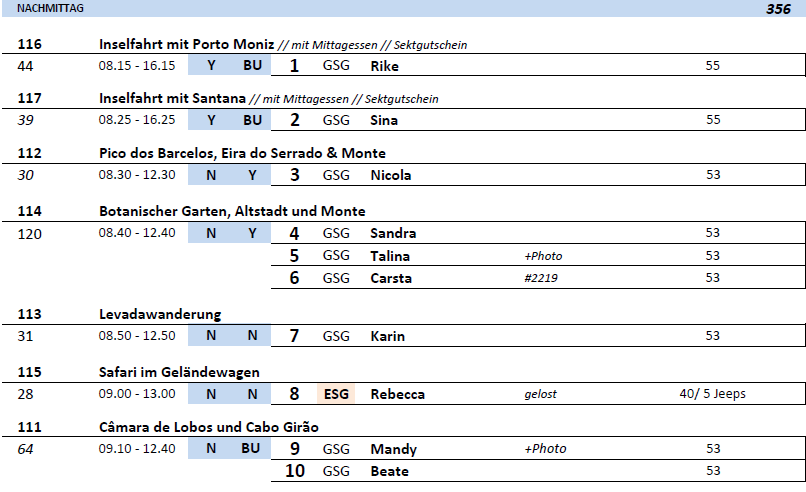 NACHMITTAG 356
116 Inselfahrt mit Porto Moniz // mit Mittagessen // Sektgutschein
44 08.15 - 16.15 Y BU 1 GSG Rike 55
117 Inselfahrt mit Santana // mit Mittagessen // Sektgutschein
39 08.25 - 16.25 Y BU 2 GSG Sina 55
112 Pico dos Barcelos, Eira do Serrado & Monte
30 08.30 - 12.30 N Y 3 GSG Nicola 53
114 Botanischer Garten, Altstadt und Monte
120 08.40 - 12.40 N Y 4 GSG Sandra 53
5 GSG Talina +Photo 53
6 GSG Carsta #2219 53
113 Levadawanderung
31 08.50 - 12.50 N N 7 GSG Karin 53
115 Safari im Geländewagen
28 09.00 - 13.00 N N 8 ESG Rebecca gelost 40/ 5 Jeeps
111 Câmara de Lobos und Cabo Girão
64 09.10 - 12.40 N BU 9 GSG Mandy +Photo 53
10 GSG Beate 53